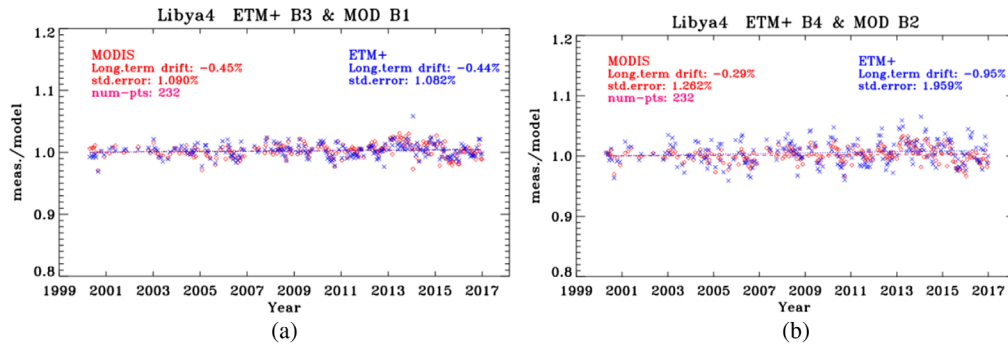 Libya4 ETM+ B3 & MOD B1
1.2
1.1
1.0
0.9
0.8
meas./model
MODIS
Long.term drift: -0.45%
std.error: 1.090%
num-pts: 232
ETM+
Long.term drift: -0.44%
std.error: 1.082%
1999 2001 2003 2005 2007 2009 2011 2013 2015 2017
Year
(a)
Libya4 ETM+ B4 & MOD B2
1.2
1.1
1.0
0.9
0.8
meas./model
MODIS
Long.term drift: -0.29%
std.error: 1.262%
num-pts: 232
ETM+
Long.term drift: -0.95%
std.error: 1.959%
1999 2001 2003 2005 2007 2009 2011 2013 2015 2017
Year
(b)